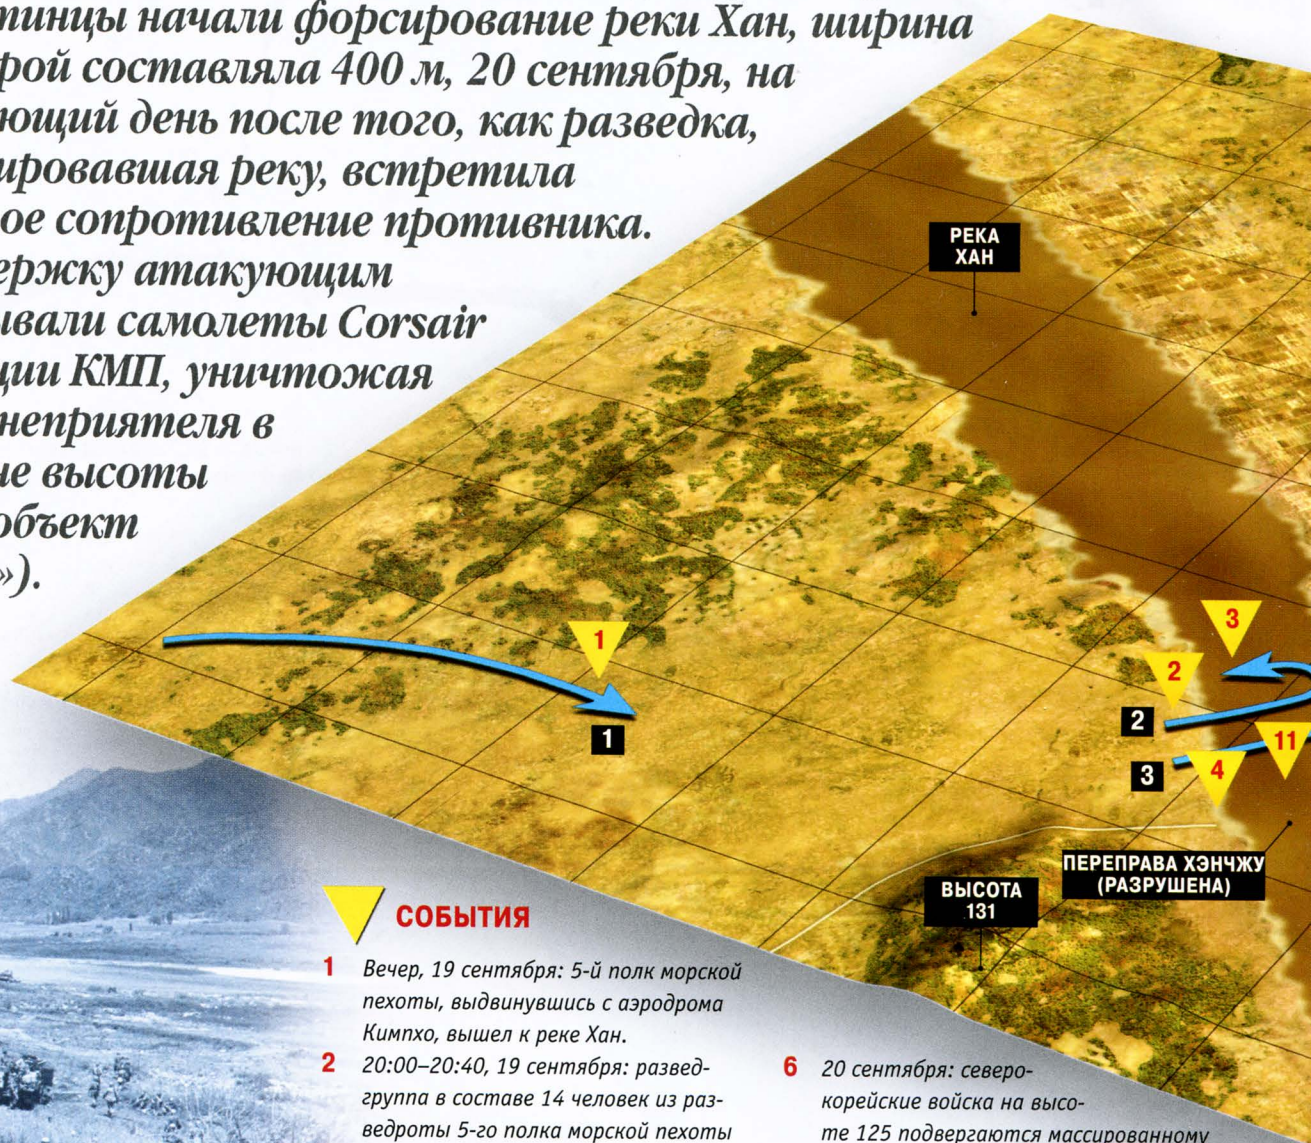 тинцы начали форсирование реки Хан, ширина
рой составляла 400 м, 20 сентября, на
ющий день после того, как разведка,
ировавшая реку, встретила
ое сопротивление противника.
ержку атакующим
ывали самолеты Corsair
ции КМП, уничтожая
неприятеля в
не высоты
объект
»).
РЕКА
ХАН
1
3
2
2
1
11
3
4
ПЕРЕПРАВА ХЭНЧЖУ
(РАЗРУШЕНА)
ВЫСОТА
131
СОБЫТИЯ
1 Вечер, 19 сентября: 5-й полк морской
пехоты, выдвинувшись с аэродрома
Кимпхо, вышел к реке Хан.
2 20:00–20:40, 19 сентября: развед-
группа в составе 14 человек из раз-
ведроты 5-го полка морской пехоты
6 20 сентября: северо-
корейские войска на высо-
те 125 подвергаются массированному